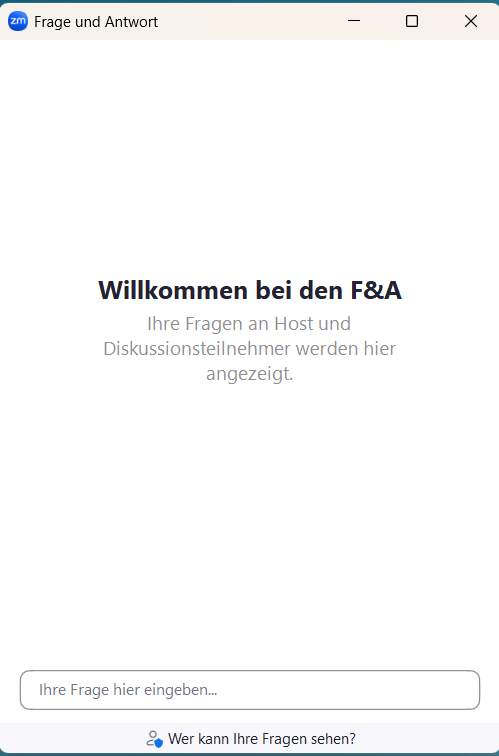 zm Frage und Antwort
Willkommen bei den F&A
Ihre Fragen an Host und
Diskussionsteilnehmer werden hier
angezeigt.
Ihre Frage hier eingeben...
Wer kann Ihre Fragen sehen?